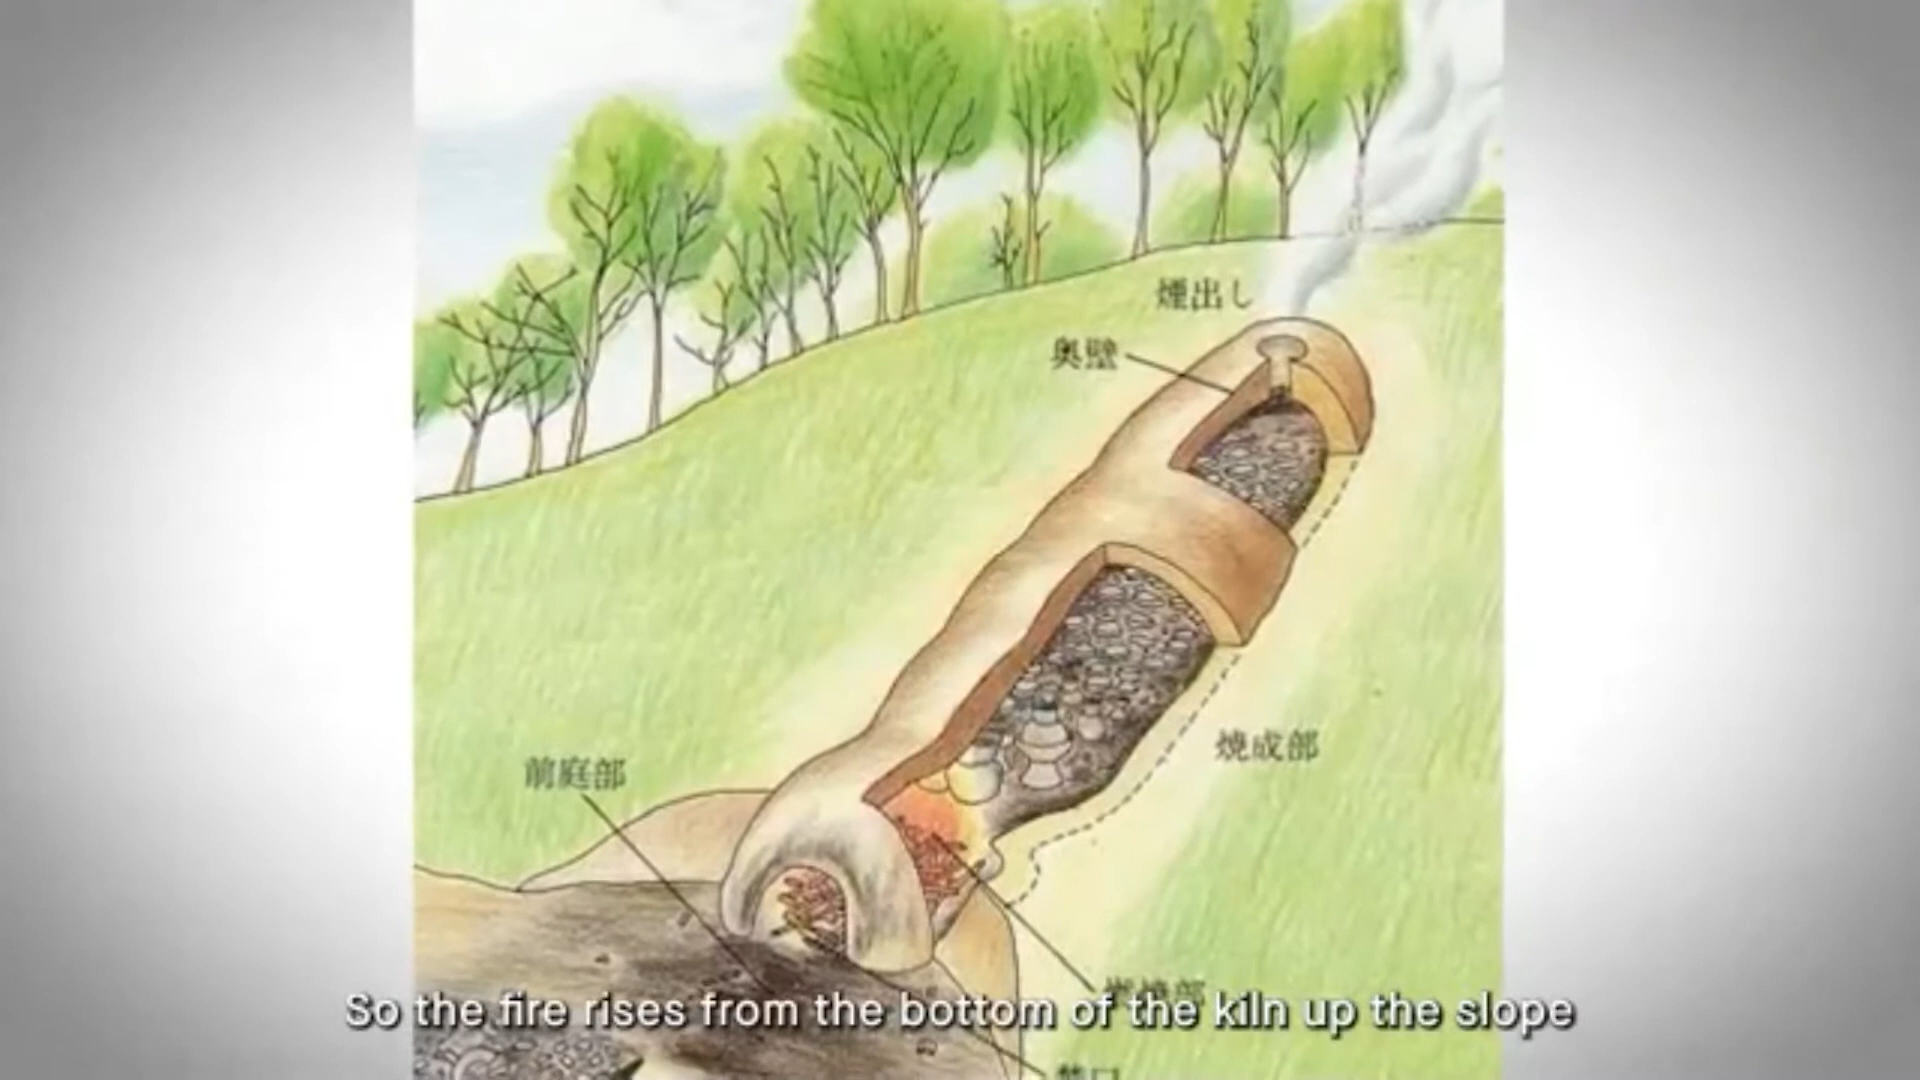 煙出し
奥壁
焼成部
前庭部
So the fire rises from the bottom of the kiln up the slope